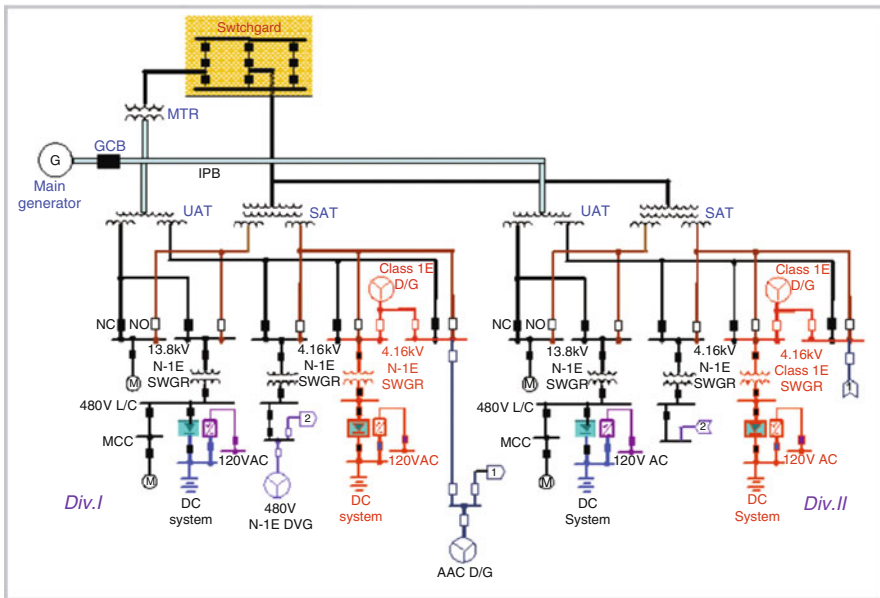 Swtchgard
MTR
GCB
G
IPB
Main
generator
UAT
SAT
UAT
SAT
Class 1E
D/G
Class 1E
D/G
NC
NO
NC
NO
13.8kV
N-1E
SWGR
4.16kV
N-1E
SWGR
4.16kV
N-1E
SWGR
13.8kV
N-1E
SWGR
4.16kV
N-1E
SWGR
4.16kV
Class 1E
SWGR
1
M
M
480V L/C
480V L/C
2
2
MCC
MCC
120VAC
120VAC
120V AC
120V AC
1
M
M
Div.I
DC
system
480V
N-1E DVG
DC
system
DC
System
DC
System
Div.II
AAC D/G